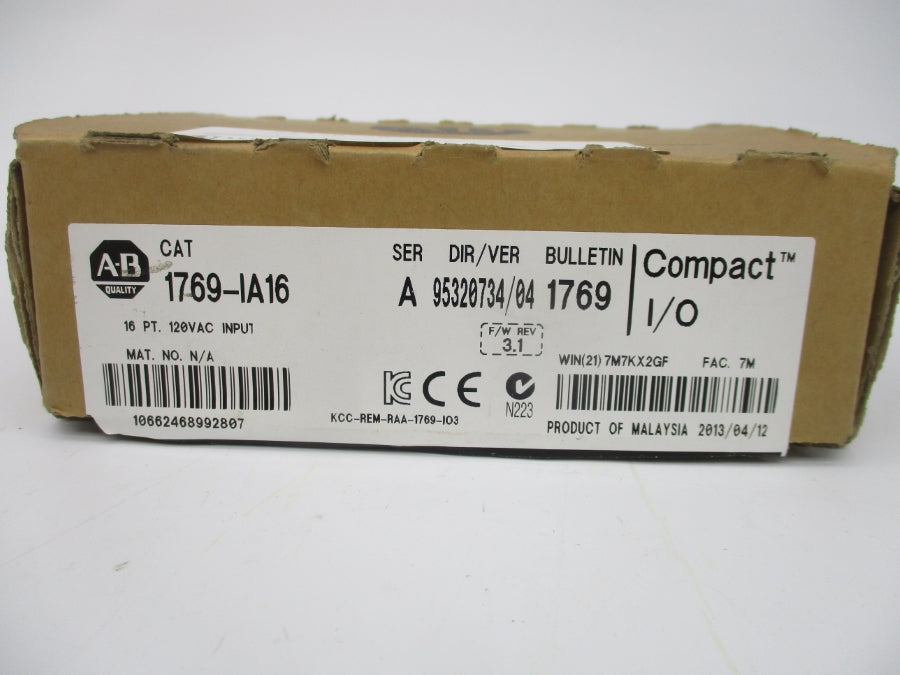 A-B
QUALITY
CAT
1769-IA16
16 PT. 120VAC INPUT
MAT. NO. N/A
10662468992807
SER DIR/VER BULLETIN
A 95320734/04 1769
F/W REV
3.1
KCC-REM-RAA-1769-IO3
N223
Compact™
I/O
WIN(21) 7M7KX2GF FAC. 7M
PRODUCT OF MALAYSIA 2013/04/12